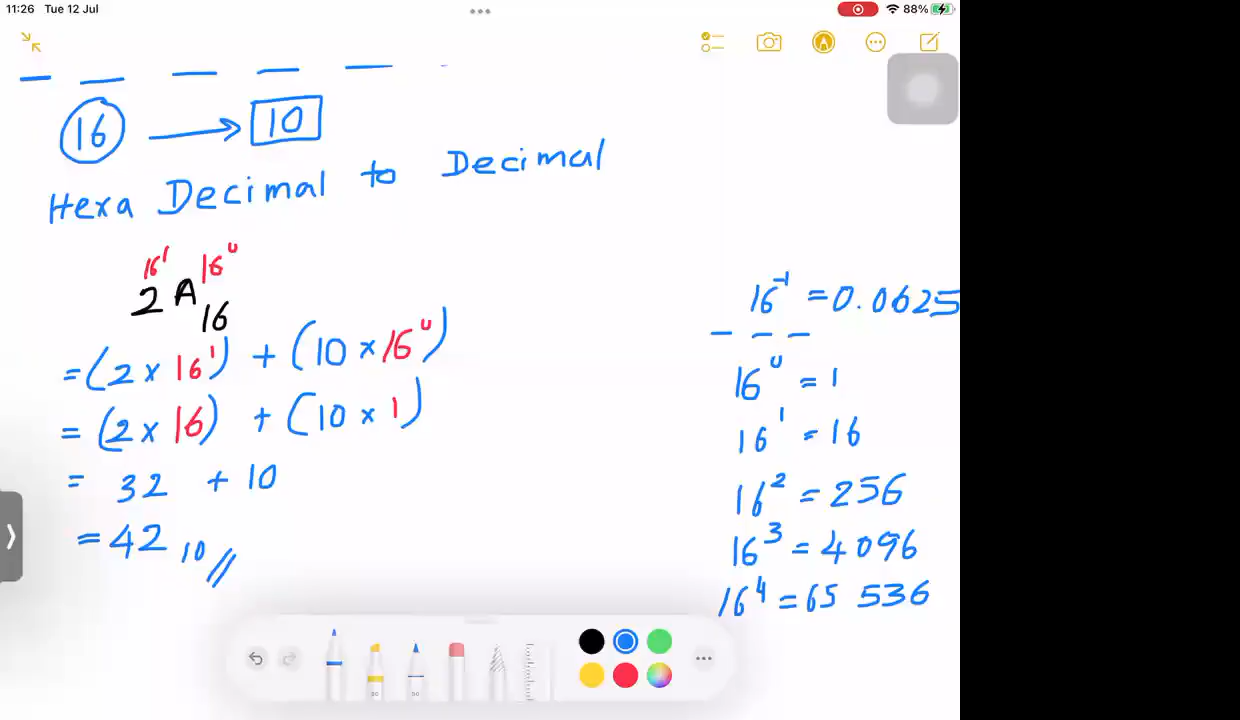 11:26 Tue 12 Jul
88%
16 → 10
Hexa Decimal to Decimal
16¹ 16⁰
2 A 16
= (2 × 16¹) + (10 × 16⁰)
= (2 × 16) + (10 × 1)
= 32 + 10
= 42 10 //
16⁻¹ = 0.0625
16⁰ = 1
16¹ = 16
16² = 256
16³ = 4096
16⁴ = 65 536